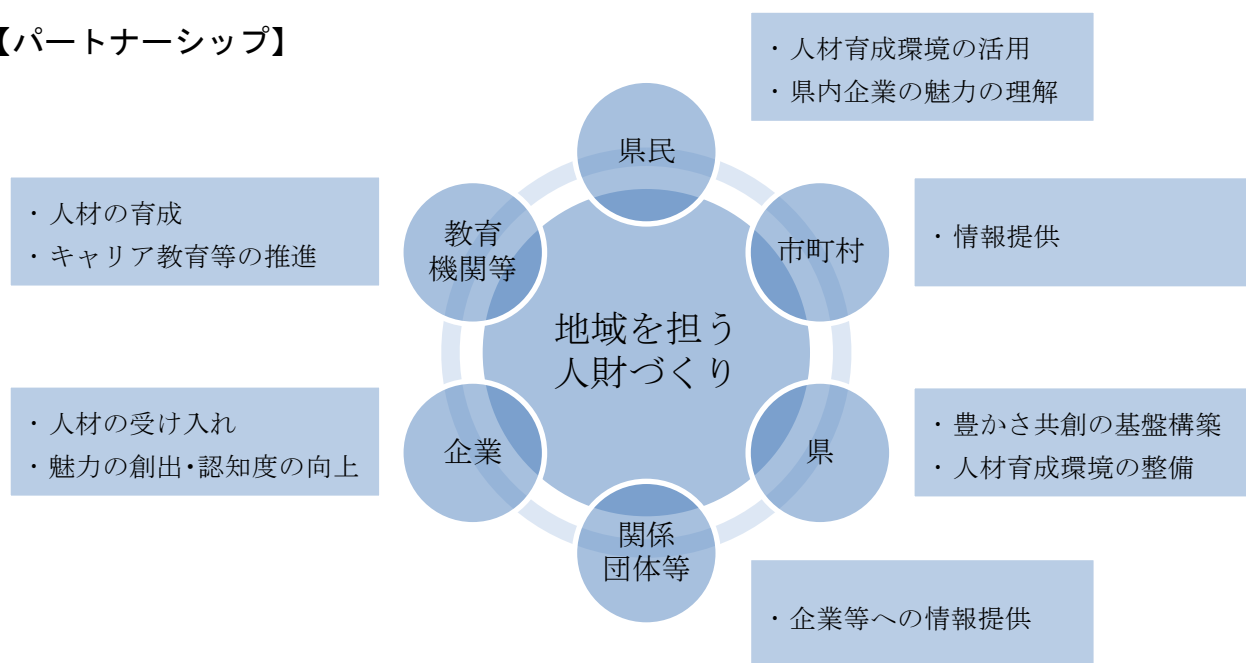 【パートナーシップ】
・人材育成環境の活用
・県内企業の魅力の理解
県民
・人材の育成
・キャリア教育等の推進
教育
機関等
市町村
・情報提供
地域を担う
人財づくり
・人材の受け入れ
・魅力の創出・認知度の向上
企業
県
・豊かさ共創の基盤構築
・人材育成環境の整備
関係
団体等
・企業等への情報提供